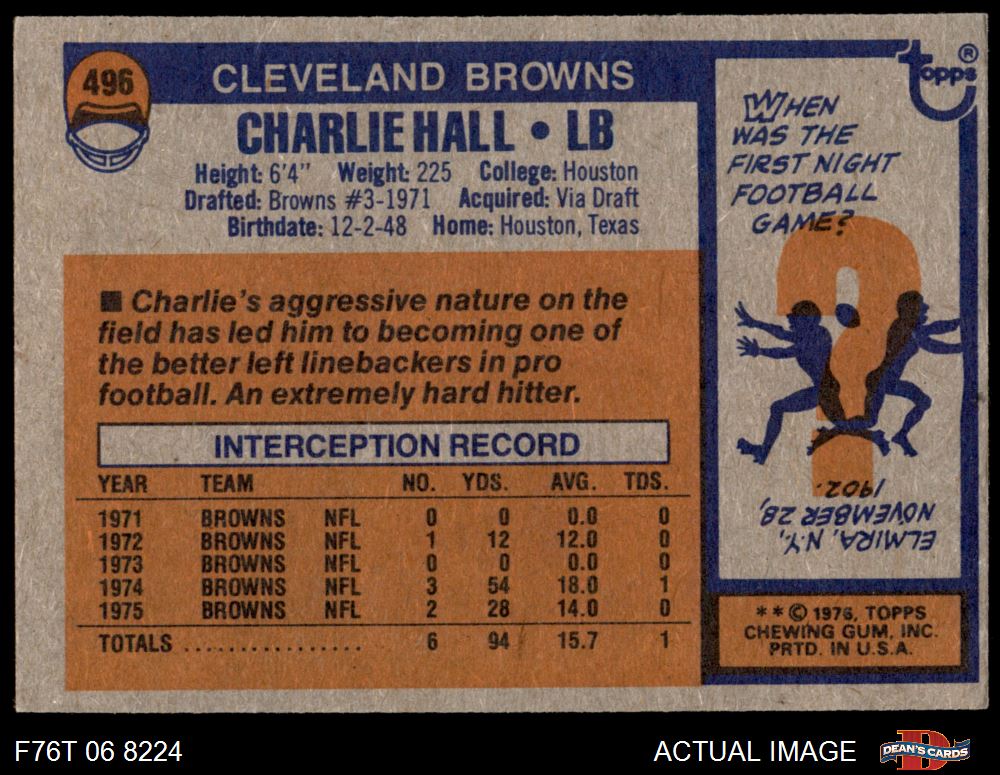 496
CLEVELAND BROWNS
CHARLIE HALL • LB
Height: 6'4" Weight: 225 College: Houston
Drafted: Browns #3-1971 Acquired: Via Draft
Birthdate: 12-2-48 Home: Houston, Texas
■ Charlie's aggressive nature on the
field has led him to becoming one of
the better left linebackers in pro
football. An extremely hard hitter.
INTERCEPTION RECORD
YEAR TEAM NO. YDS. AVG. TDS.
1971 BROWNS NFL 0 0 0.0 0
1972 BROWNS NFL 1 12 12.0 0
1973 BROWNS NFL 0 0 0.0 0
1974 BROWNS NFL 3 54 18.0 1
1975 BROWNS NFL 2 28 14.0 0
TOTALS ................ 6 94 15.7 1
topps ®
WHEN
WAS THE
FIRST NIGHT
FOOTBALL
GAME?
ELMIRA, N.Y.,
NOVEMBER 28,
1902.
** © 1976, TOPPS
CHEWING GUM, INC.
PRTD. IN U.S.A.
F76T 06 8224
ACTUAL IMAGE
D
DEAN'S CARDS